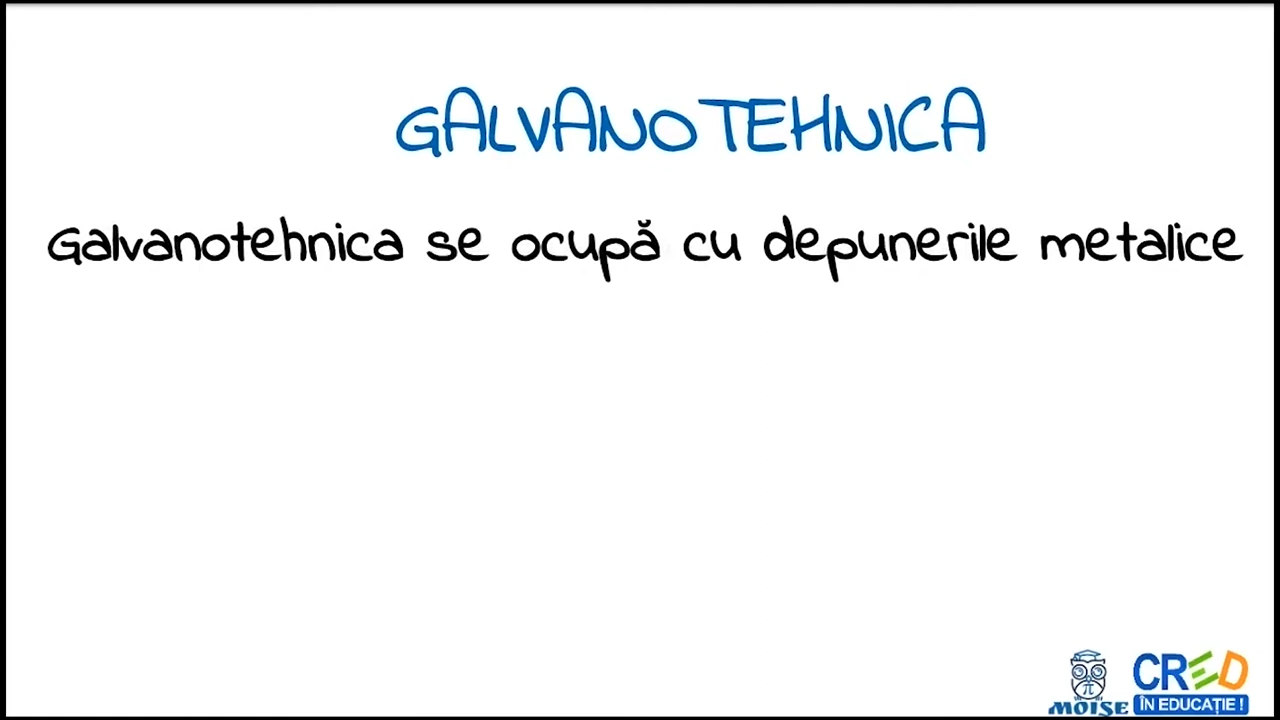 GALVANOTEHNICA
Galvanotehnica se ocupă cu depunerile metalice
MOISE
CRED
ÎN EDUCAȚIE !